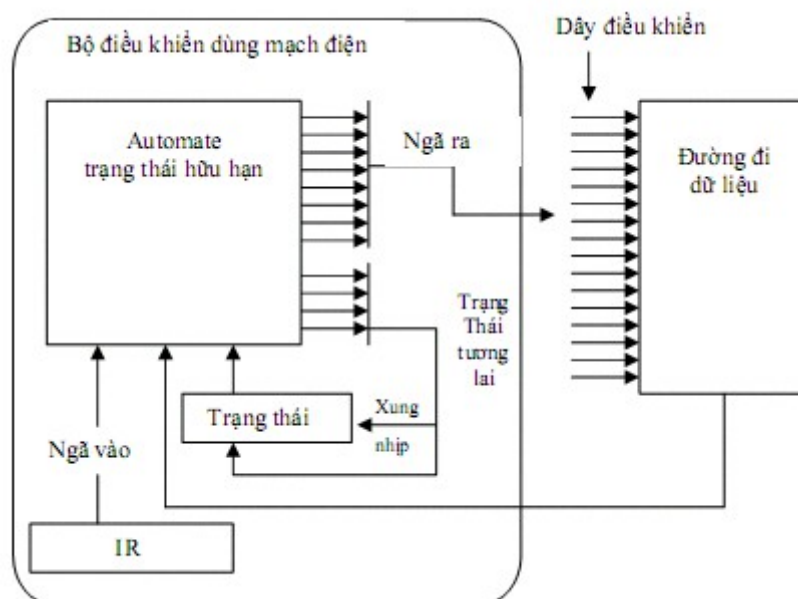 Bộ điều khiển dùng mạch điện
Dây điều khiển
Automate
trạng thái hữu hạn
Ngã ra
Đường đi
dữ liệu
Trạng
Thái
tương
lai
Trạng thái
Xung
nhịp
Ngã vào
IR